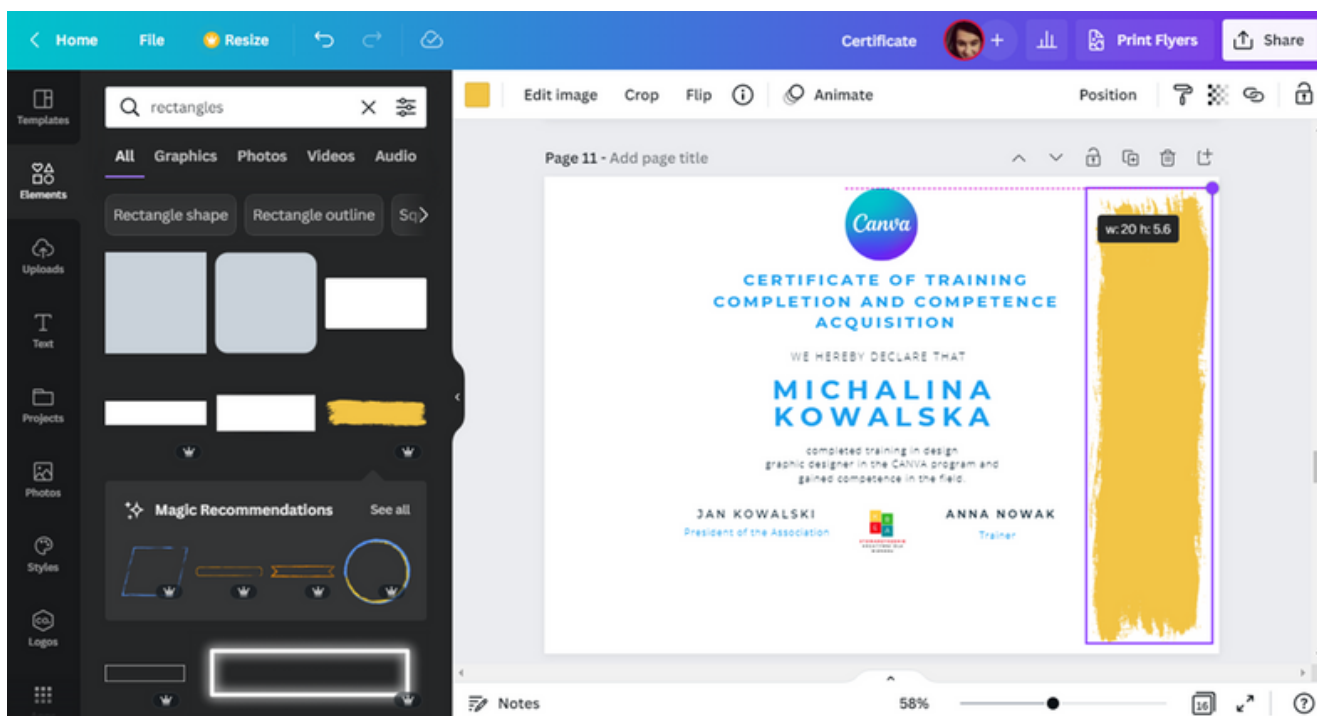 Home File Resize Certificate + Print Flyers Share
Templates
Elements
Uploads
Text
Projects
Photos
Styles
CO.
Logos
rectangles
All Graphics Photos Videos Audio
Rectangle shape Rectangle outline Sq
Magic Recommendations See all
Edit image Crop Flip Animate Position
Page 11 - Add page title
Canva
w: 20 h: 5.6
CERTIFICATE OF TRAINING
COMPLETION AND COMPETENCE
ACQUISITION
WE HEREBY DECLARE THAT
MICHALINA
KOWALSKA
completed training in design
graphic designer in the CANVA program and
gained competence in the field.
JAN KOWALSKI
President of the Association
ANNA NOWAK
Trainer
Notes 58% 16 ?